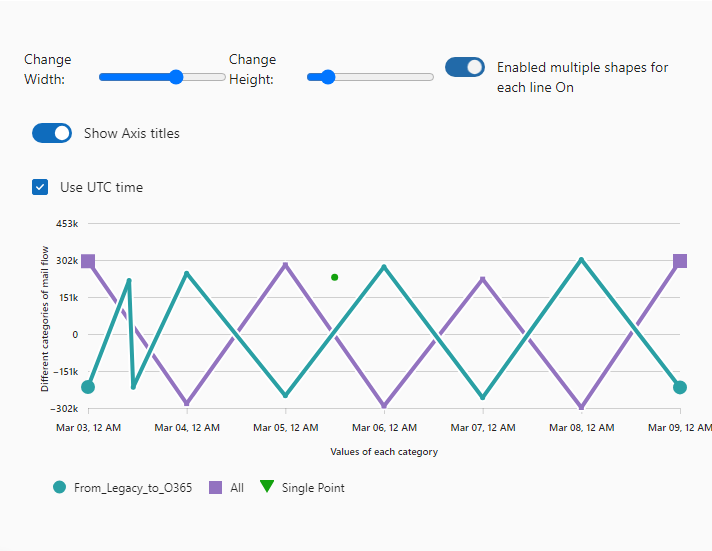 Change
Width:
Change
Height:
Enabled multiple shapes for
each line On
Show Axis titles
Use UTC time
453k
302k
151k
0
−151k
−302k
Different categories of mail flow
Mar 03, 12 AM Mar 04, 12 AM Mar 05, 12 AM Mar 06, 12 AM Mar 07, 12 AM Mar 08, 12 AM Mar 09, 12 AM
Values of each category
From_Legacy_to_O365 All Single Point